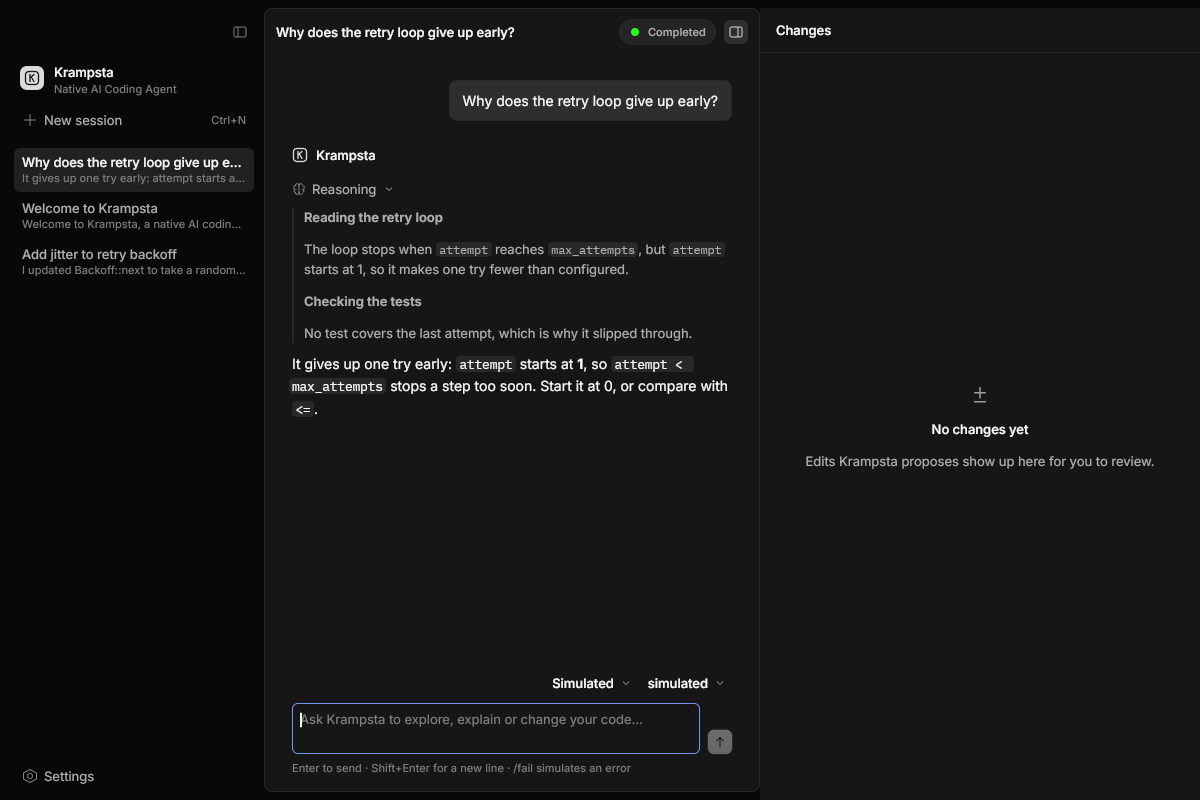 Krampsta
Native AI Coding Agent
New session
Ctrl+N
Why does the retry loop give up e...
It gives up one try early: attempt starts a...
Welcome to Krampsta
Welcome to Krampsta, a native AI codin...
Add jitter to retry backoff
I updated Backoff::next to take a random...
Settings
Why does the retry loop give up early?
Completed
Why does the retry loop give up early?
Krampsta
Reasoning
Reading the retry loop
The loop stops when attempt reaches max_attempts, but attempt
starts at 1, so it makes one try fewer than configured.
Checking the tests
No test covers the last attempt, which is why it slipped through.
It gives up one try early: attempt starts at 1, so attempt <
max_attempts stops a step too soon. Start it at 0, or compare with
<=.
Simulated
simulated
Ask Krampsta to explore, explain or change your code...
Enter to send · Shift+Enter for a new line · /fail simulates an error
Changes
No changes yet
Edits Krampsta proposes show up here for you to review.